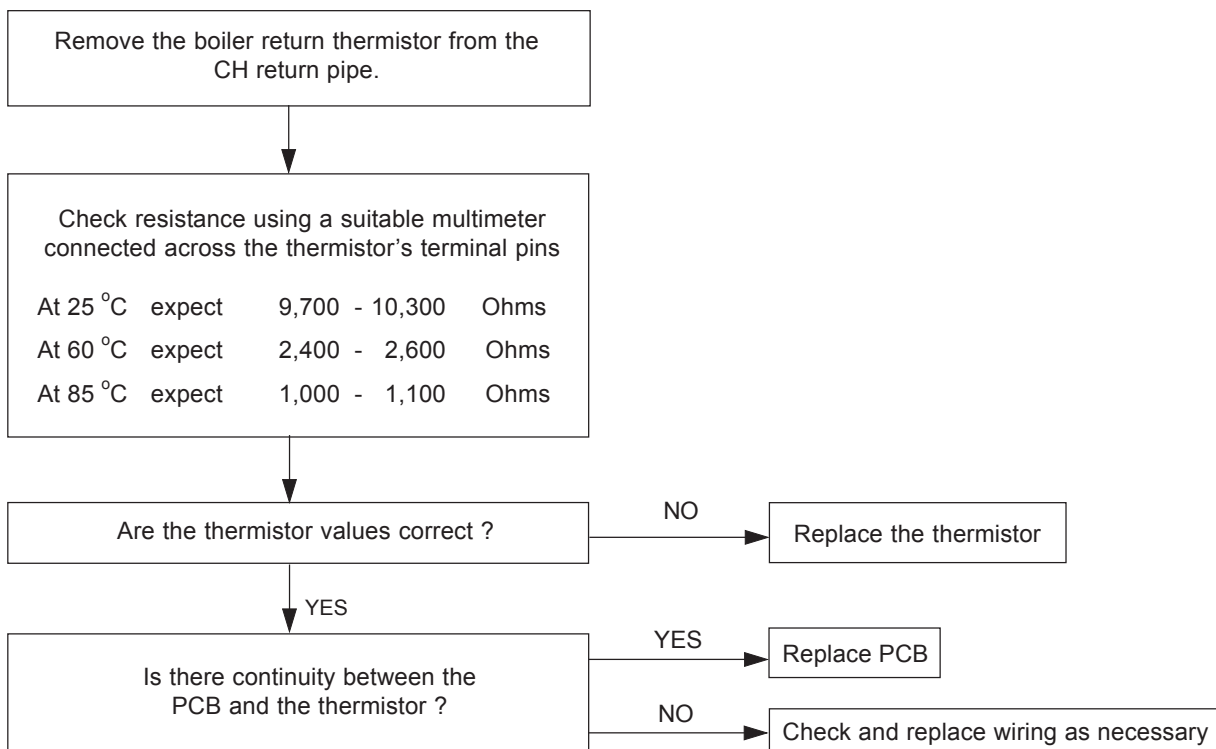 Remove the boiler return thermistor from the
CH return pipe.
Check resistance using a suitable multimeter
connected across the thermistor's terminal pins
At 25 °C expect 9,700 - 10,300 Ohms
At 60 °C expect 2,400 - 2,600 Ohms
At 85 °C expect 1,000 - 1,100 Ohms
Are the thermistor values correct ?
NO
Replace the thermistor
YES
Is there continuity between the
PCB and the thermistor ?
YES
Replace PCB
NO
Check and replace wiring as necessary